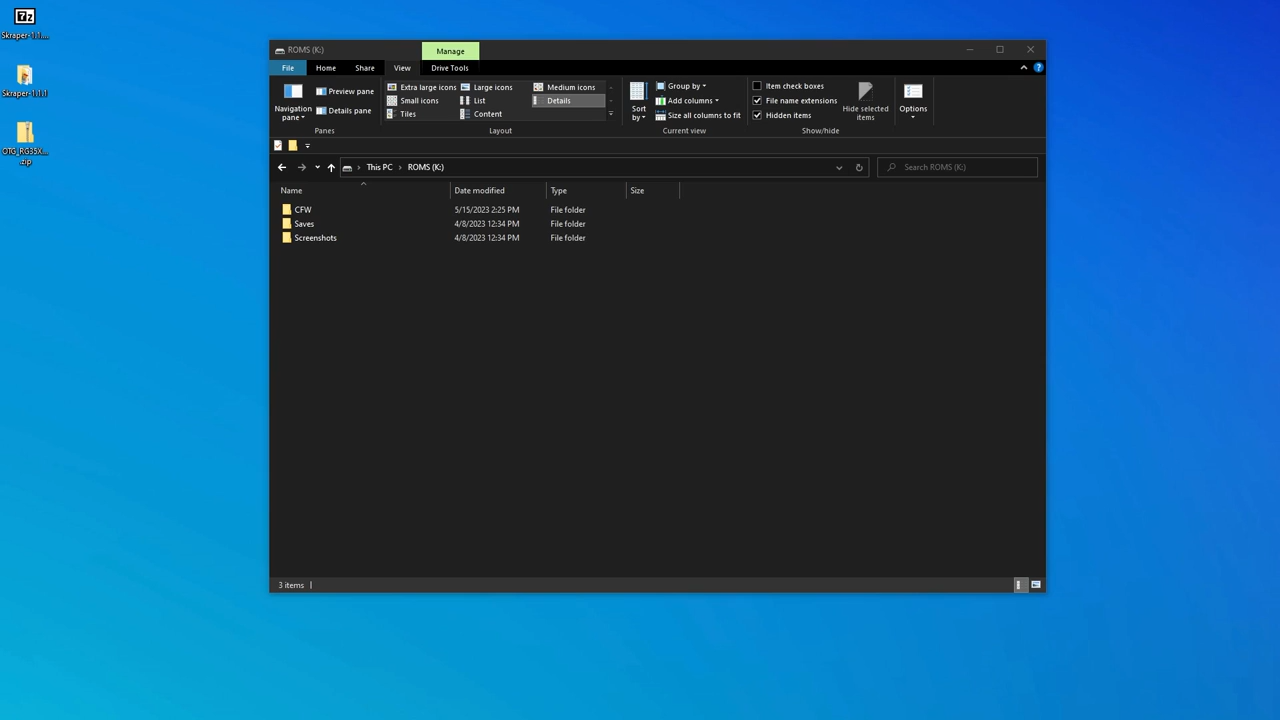 Skraper-1.1....
Skraper-1.1.1
OTG_RG35X...
.zip
ROMS (K:)
Manage
File Home Share View Drive Tools
Navigation pane
Preview pane
Details pane
Panes
Extra large icons Large icons Medium icons
Small icons List Details
Tiles Content
Layout
Sort by
Group by
Add columns
Size all columns to fit
Current view
Item check boxes
File name extensions
Hidden items
Hide selected items
Show/hide
Options
This PC ROMS (K:)
Search ROMS (K:)
Name Date modified Type Size
CFW 5/15/2023 2:25 PM File folder
Saves 4/8/2023 12:34 PM File folder
Screenshots 4/8/2023 12:34 PM File folder
3 items